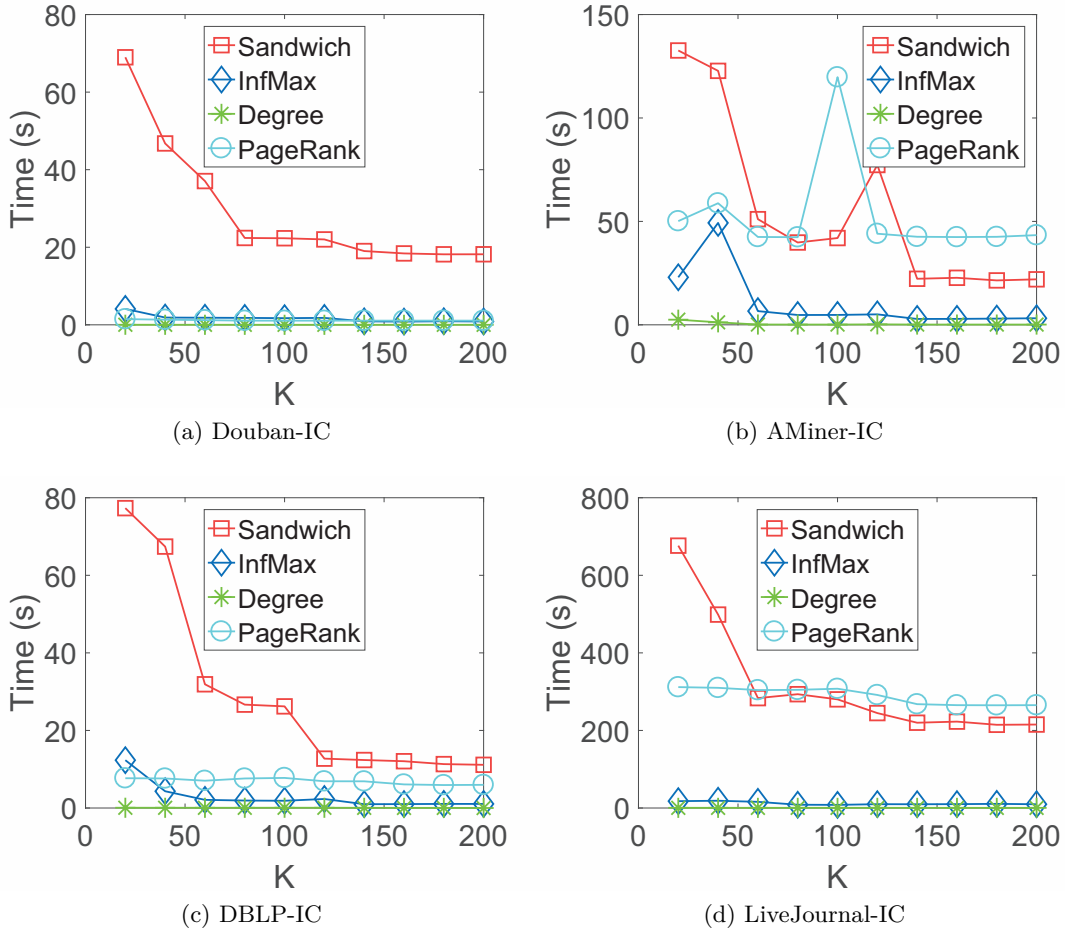 80
60
40
20
0
0
50
100
150
200
Time (s)
K
Sandwich
InfMax
Degree
PageRank
(a) Douban-IC
150
100
50
0
0
50
100
150
200
Time (s)
K
Sandwich
InfMax
Degree
PageRank
(b) AMiner-IC
80
60
40
20
0
0
50
100
150
200
Time (s)
K
Sandwich
InfMax
Degree
PageRank
(c) DBLP-IC
800
600
400
200
0
0
50
100
150
200
Time (s)
K
Sandwich
InfMax
Degree
PageRank
(d) LiveJournal-IC